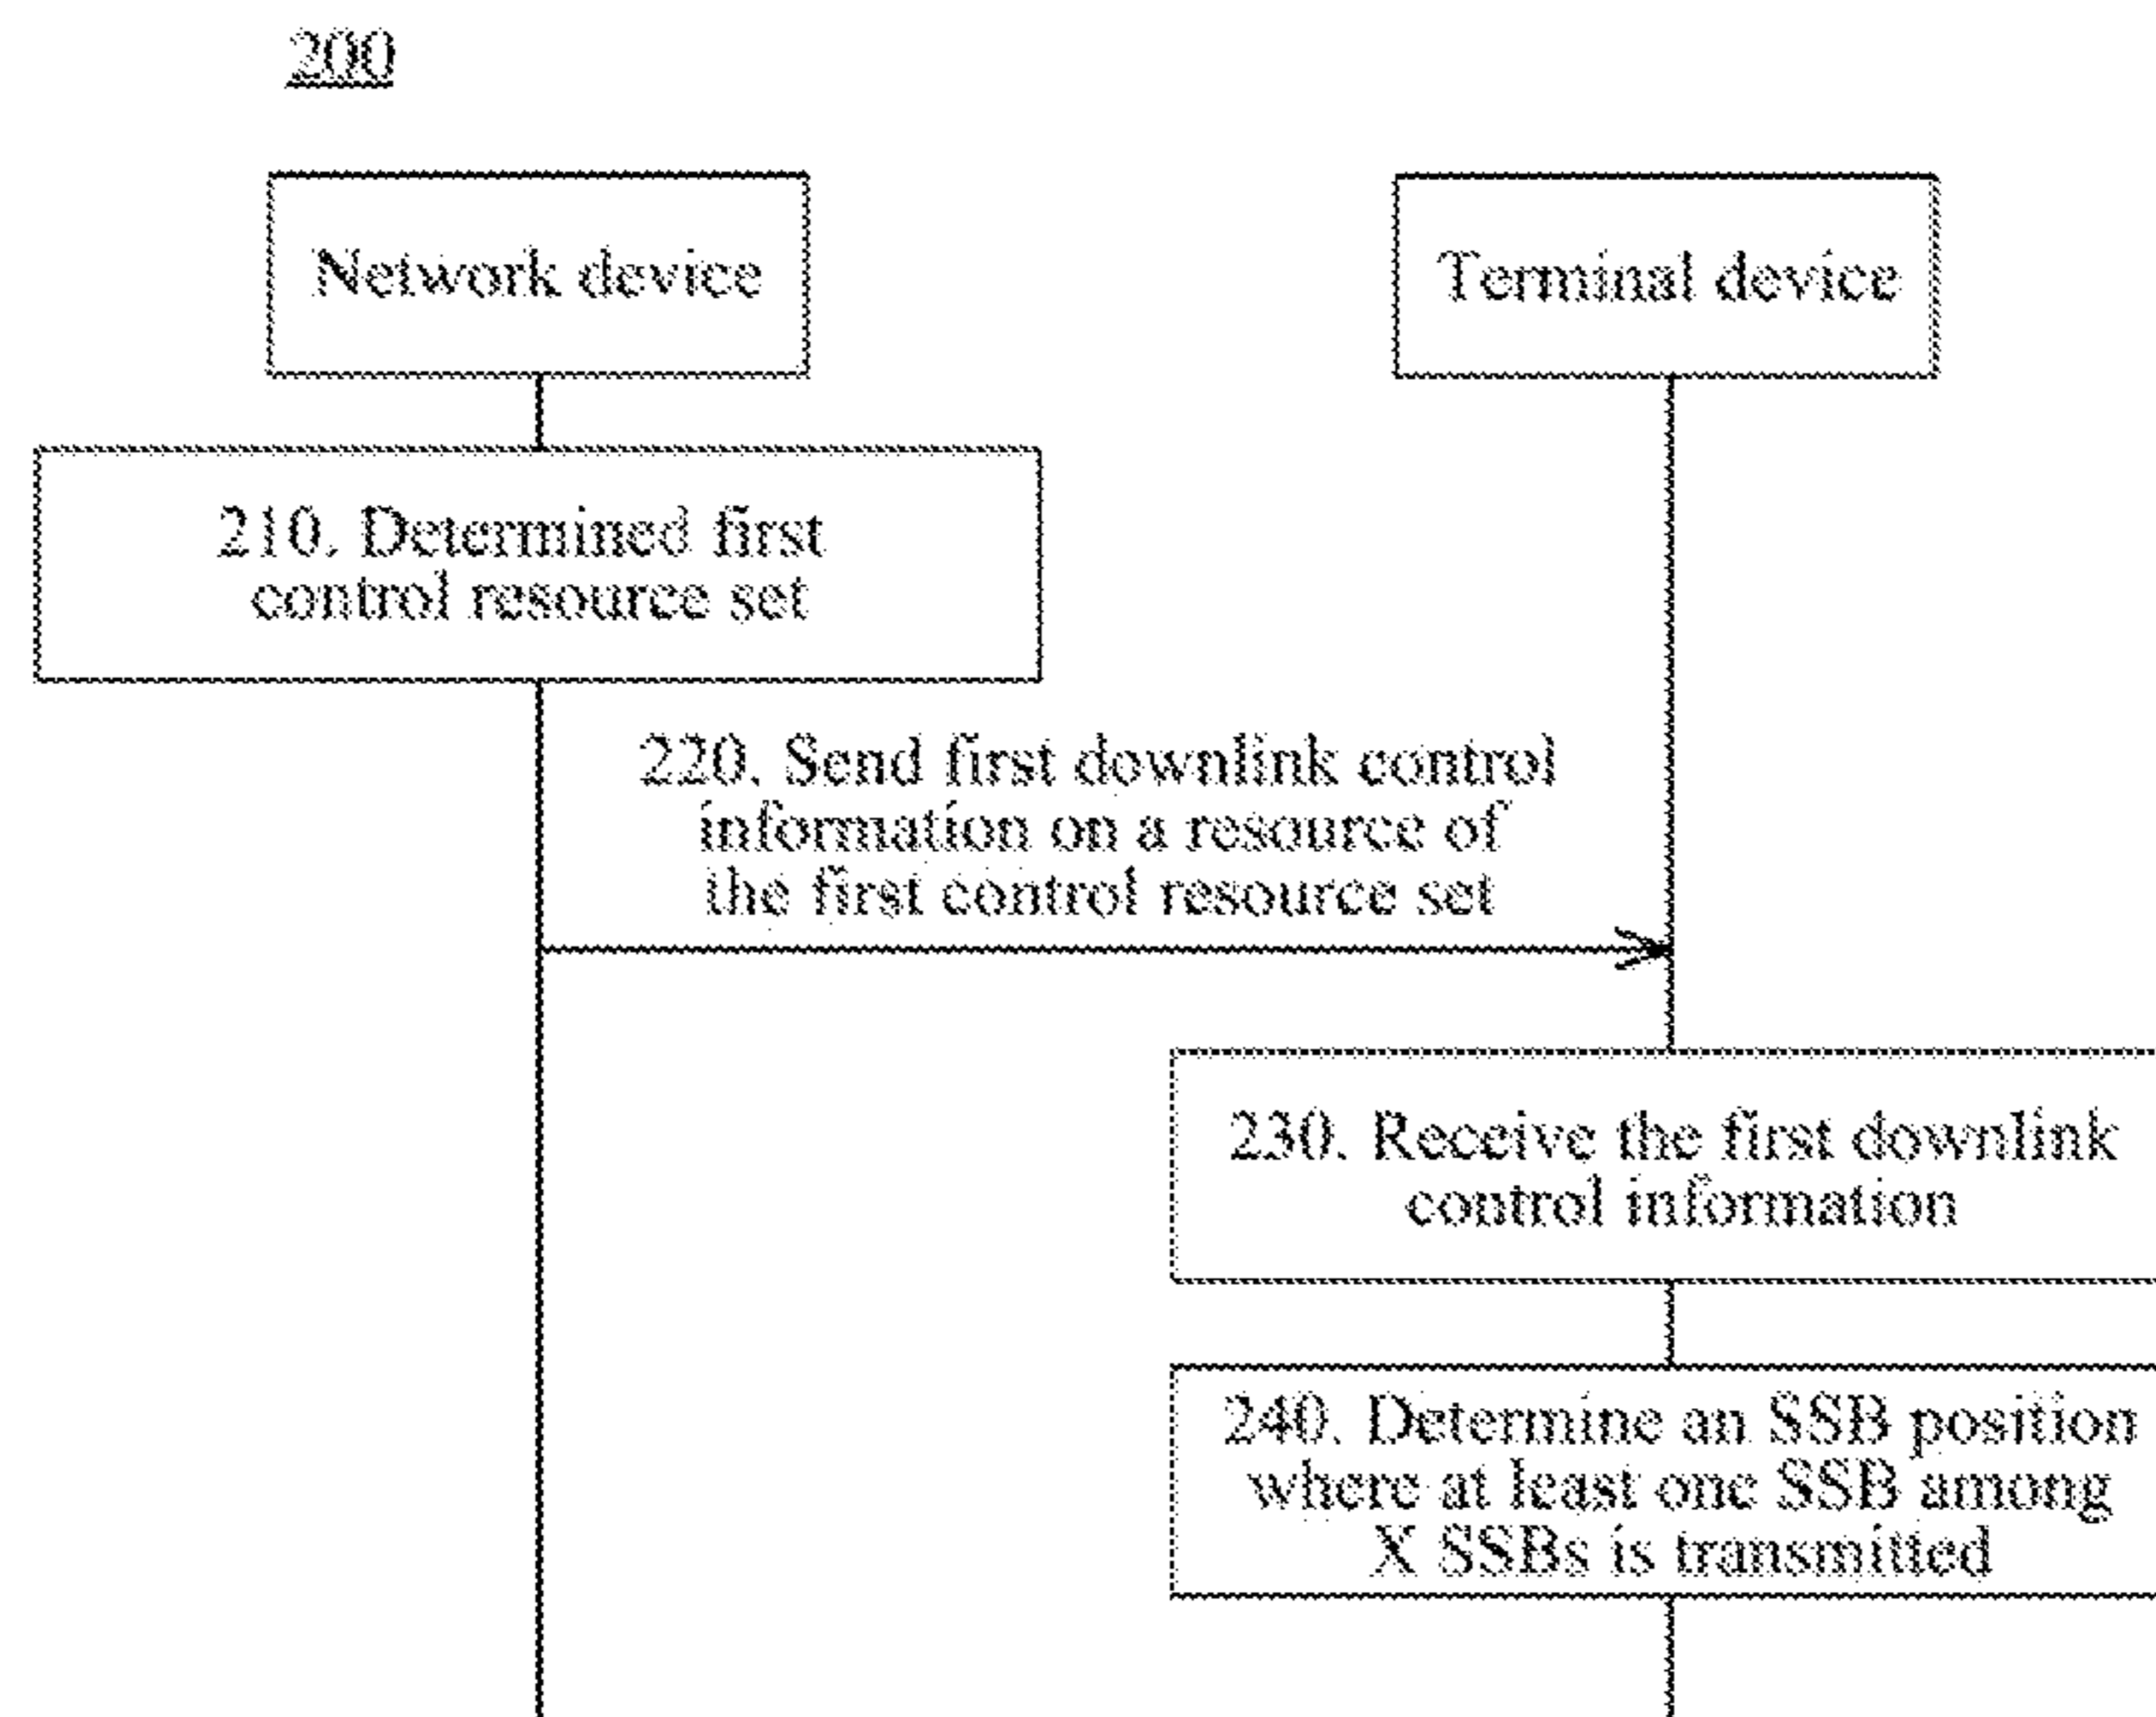 200
Network device
Terminal device
210. Determined first
control resource set
220. Send first downlink control
information on a resource of
the first control resource set
230. Receive the first downlink
control information
240. Determine an SSB position
where at least one SSB among
X SSBs is transmitted